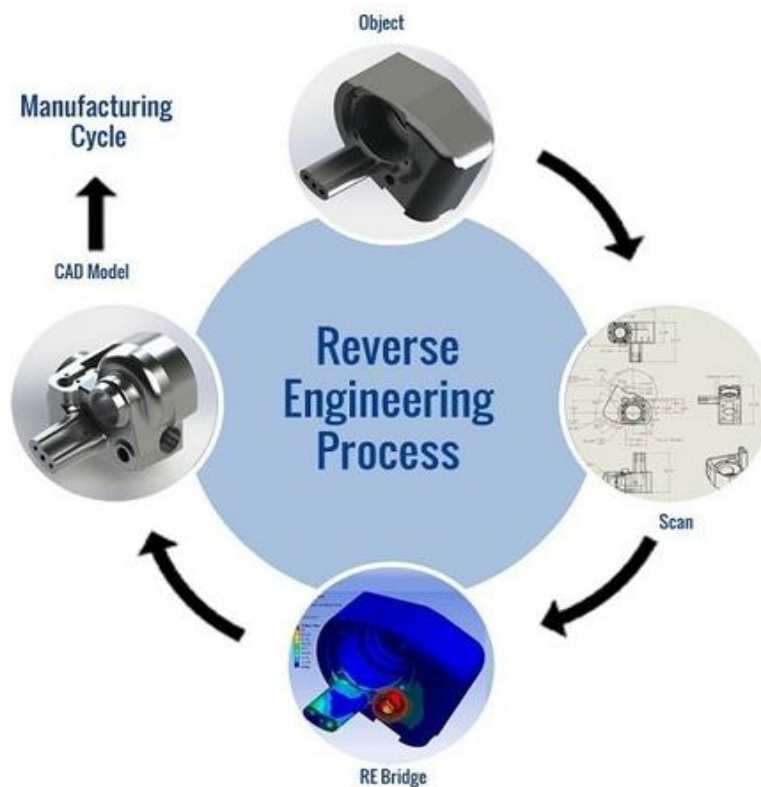 Object
Manufacturing
Cycle
CAD Model
Reverse
Engineering
Process
Scan
RE Bridge